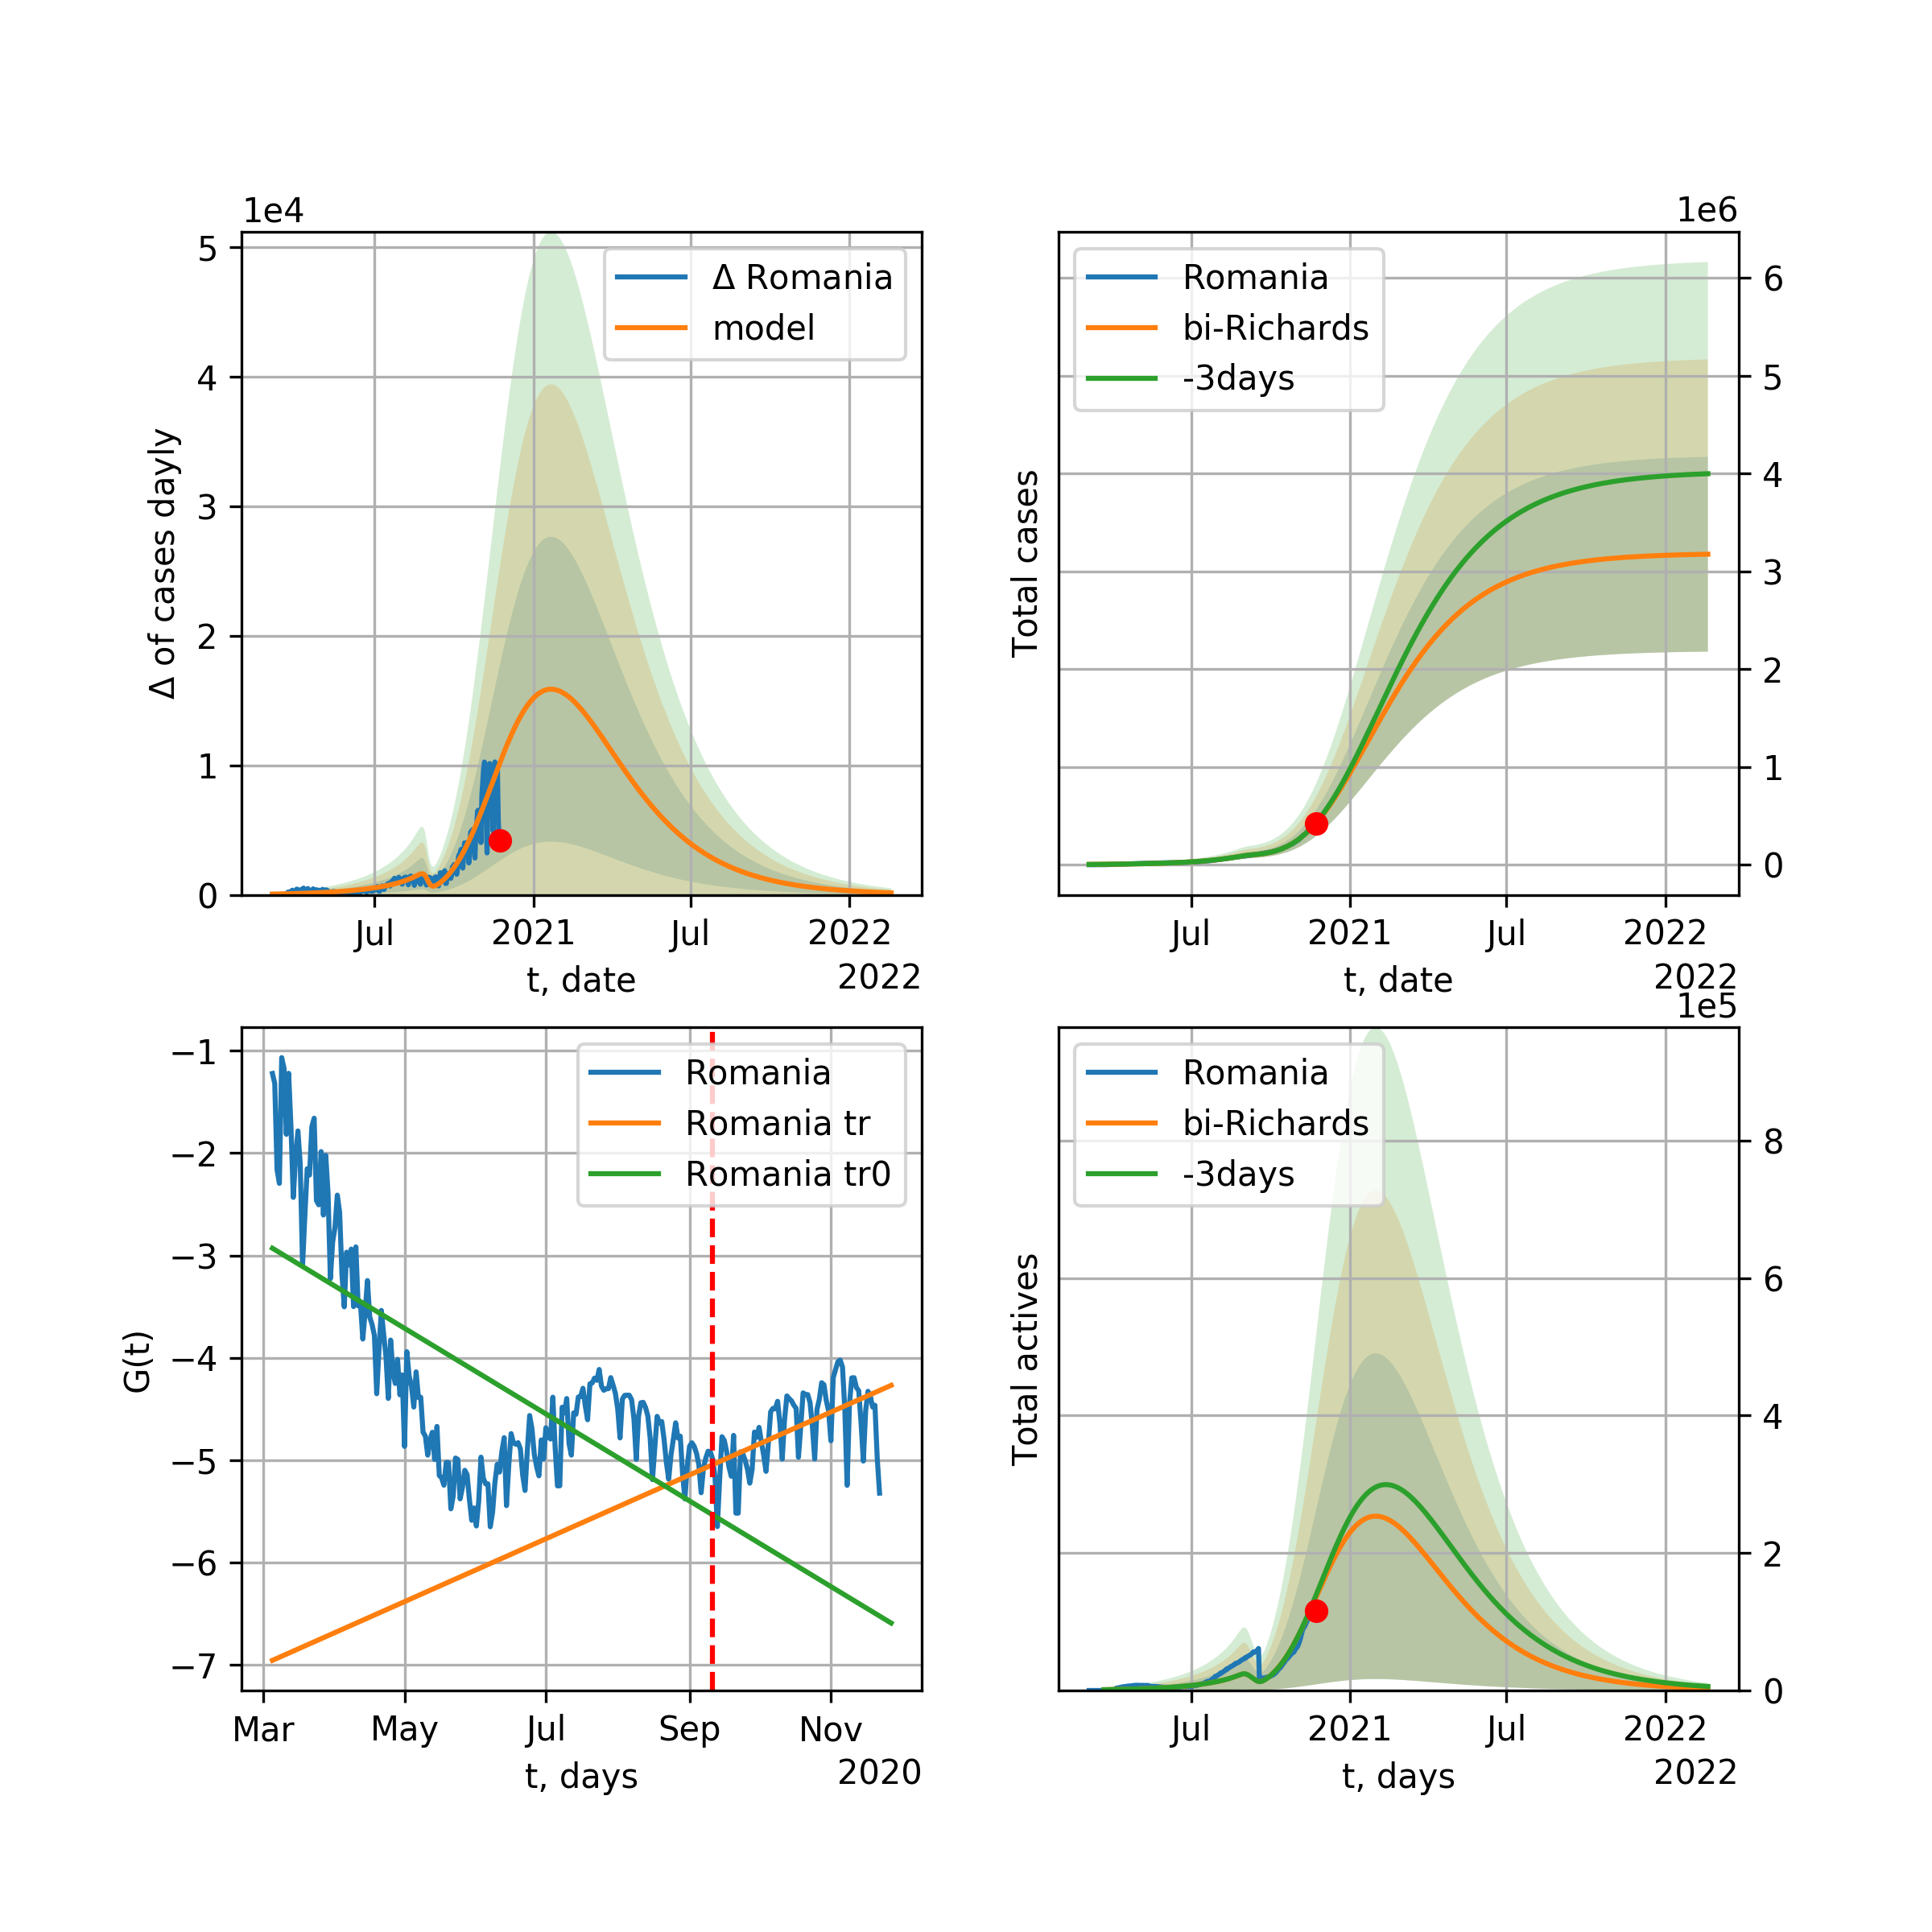 1e4
5
4
3
2
1
0
Δ of cases dayly
Δ Romania
model
Jul
2021
Jul
2022
t, date
2022
1e6
Romania
bi-Richards
-3days
Total cases
6
5
4
3
2
1
0
Jul
2021
Jul
2022
t, date
2022
−1
−2
−3
−4
−5
−6
−7
G(t)
Romania
Romania tr
Romania tr0
Mar
May
Jul
Sep
Nov
t, days
2020
1e5
Romania
bi-Richards
-3days
Total actives
8
6
4
2
0
Jul
2021
Jul
2022
t, days
2022